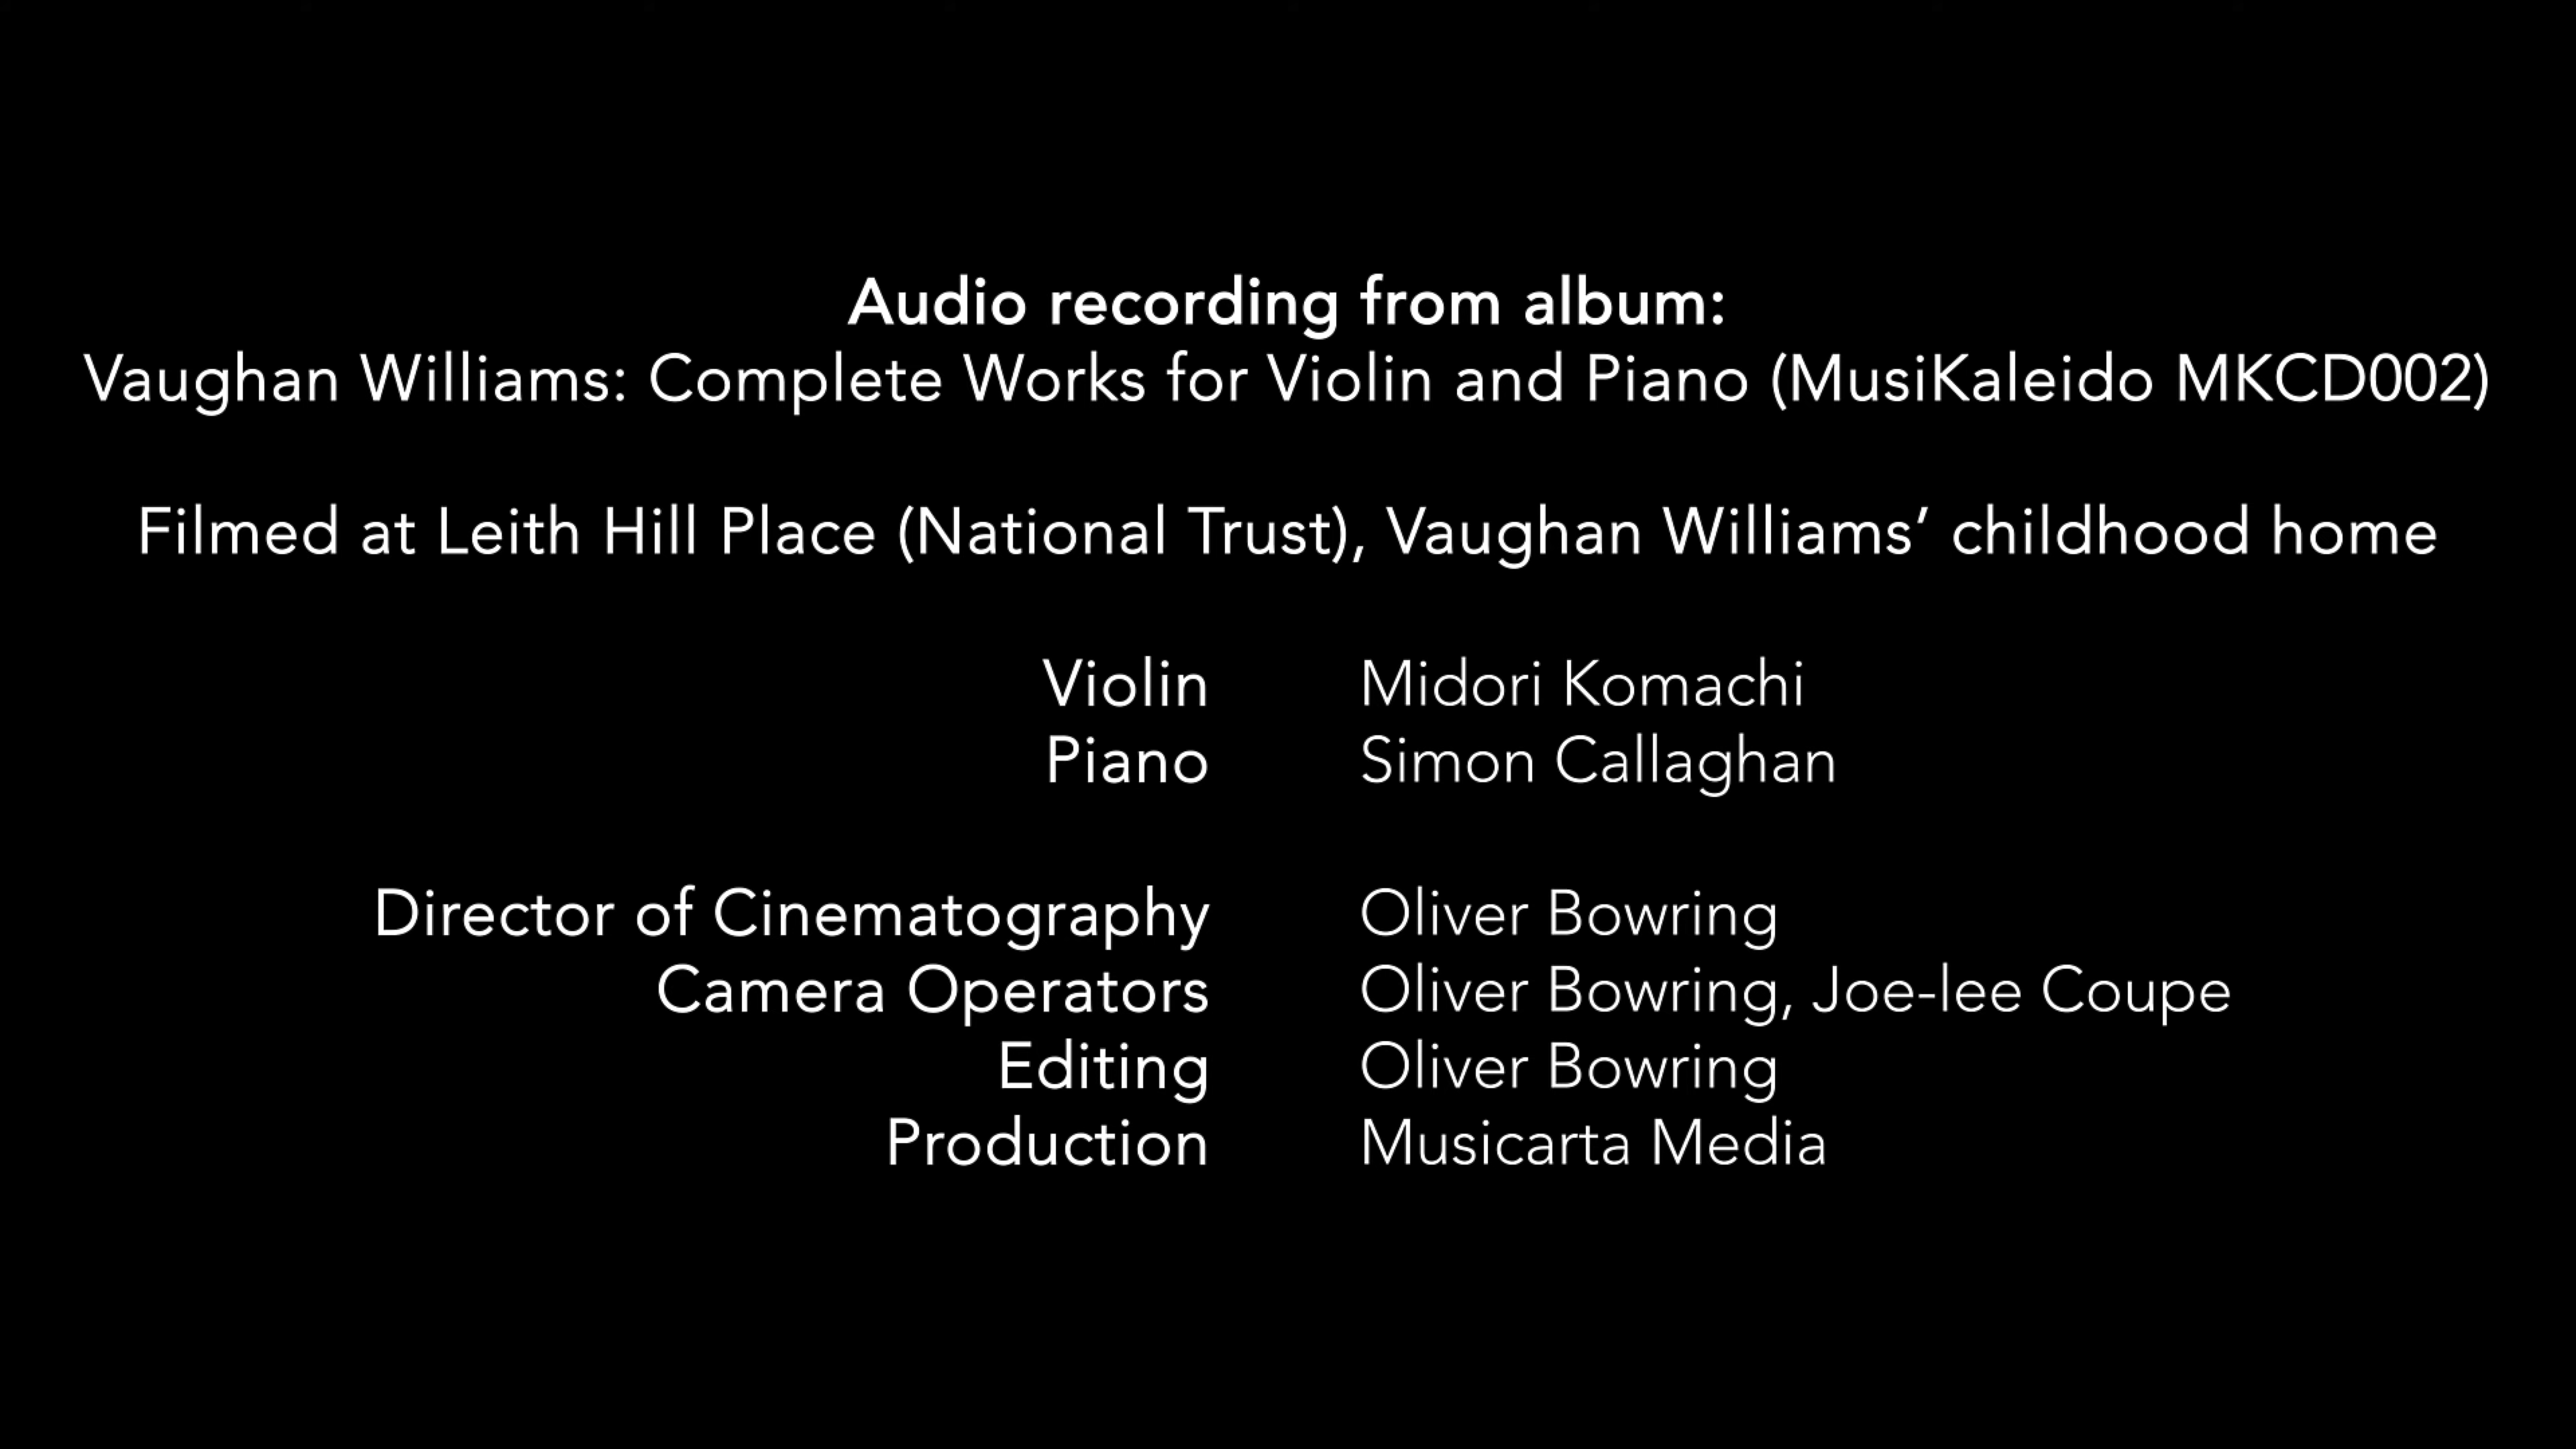 Audio recording from album:
Vaughan Williams: Complete Works for Violin and Piano (MusiKaleido MKCD002)
Filmed at Leith Hill Place (National Trust), Vaughan Williams’ childhood home
Violin Midori Komachi
Piano Simon Callaghan
Director of Cinematography Oliver Bowring
Camera Operators Oliver Bowring, Joe-lee Coupe
Editing Oliver Bowring
Production Musicarta Media